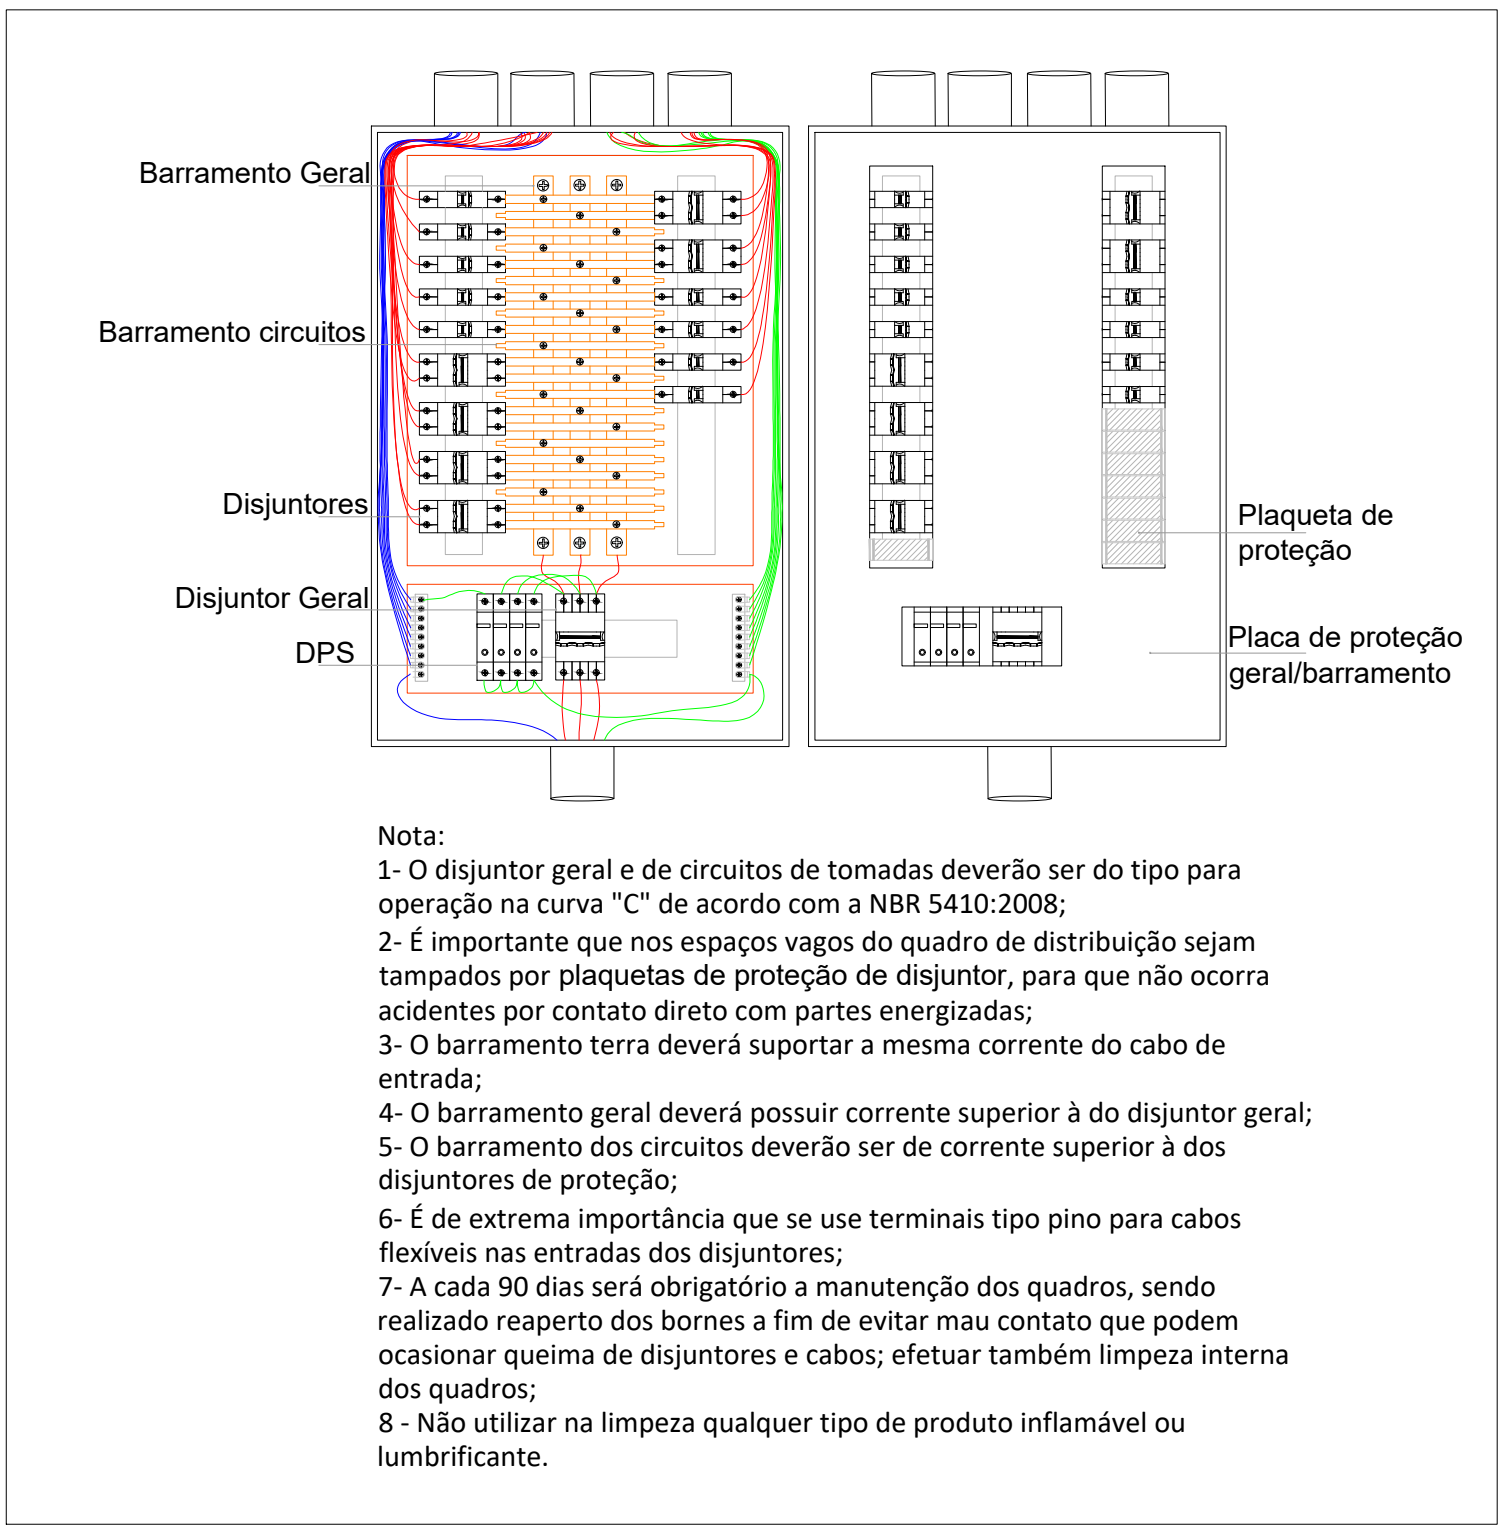 Barramento Geral
Barramento circuitos
Disjuntores
Disjuntor Geral
DPS
Plaqueta de
proteção
Placa de proteção
geral/barramento
Nota:
1- O disjuntor geral e de circuitos de tomadas deverão ser do tipo para
operação na curva "C" de acordo com a NBR 5410:2008;
2- É importante que nos espaços vagos do quadro de distribuição sejam
tampados por plaquetas de proteção de disjuntor, para que não ocorra
acidentes por contato direto com partes energizadas;
3- O barramento terra deverá suportar a mesma corrente do cabo de
entrada;
4- O barramento geral deverá possuir corrente superior à do disjuntor geral;
5- O barramento dos circuitos deverão ser de corrente superior à dos
disjuntores de proteção;
6- É de extrema importância que se use terminais tipo pino para cabos
flexíveis nas entradas dos disjuntores;
7- A cada 90 dias será obrigatório a manutenção dos quadros, sendo
realizado reaperto dos bornes a fim de evitar mau contato que podem
ocasionar queima de disjuntores e cabos; efetuar também limpeza interna
dos quadros;
8 - Não utilizar na limpeza qualquer tipo de produto inflamável ou
lumbrificante.